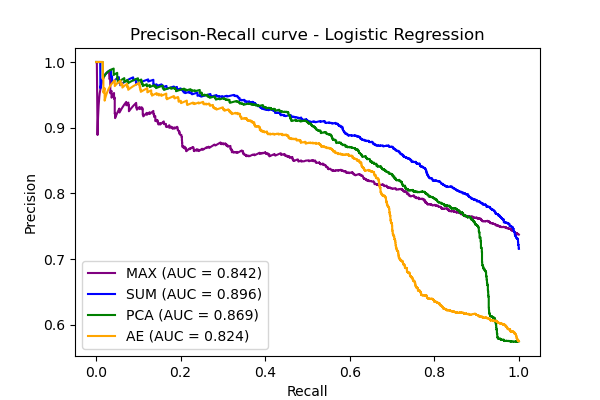 Precison-Recall curve - Logistic Regression
Precision
1.0
0.9
0.8
0.7
0.6
MAX (AUC = 0.842)
SUM (AUC = 0.896)
PCA (AUC = 0.869)
AE (AUC = 0.824)
0.0 0.2 0.4 0.6 0.8 1.0
Recall